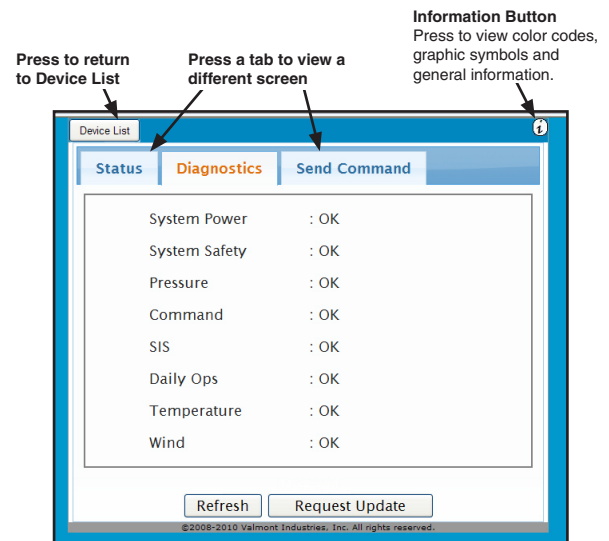 Information Button
Press to view color codes,
graphic symbols and
general information.
Press to return
to Device List
Press a tab to view a
different screen
Device List
i
Status
Diagnostics
Send Command
System Power : OK
System Safety : OK
Pressure : OK
Command : OK
SIS : OK
Daily Ops : OK
Temperature : OK
Wind : OK
Refresh
Request Update
©2008-2010 Valmont Industries, Inc. All rights reserved.